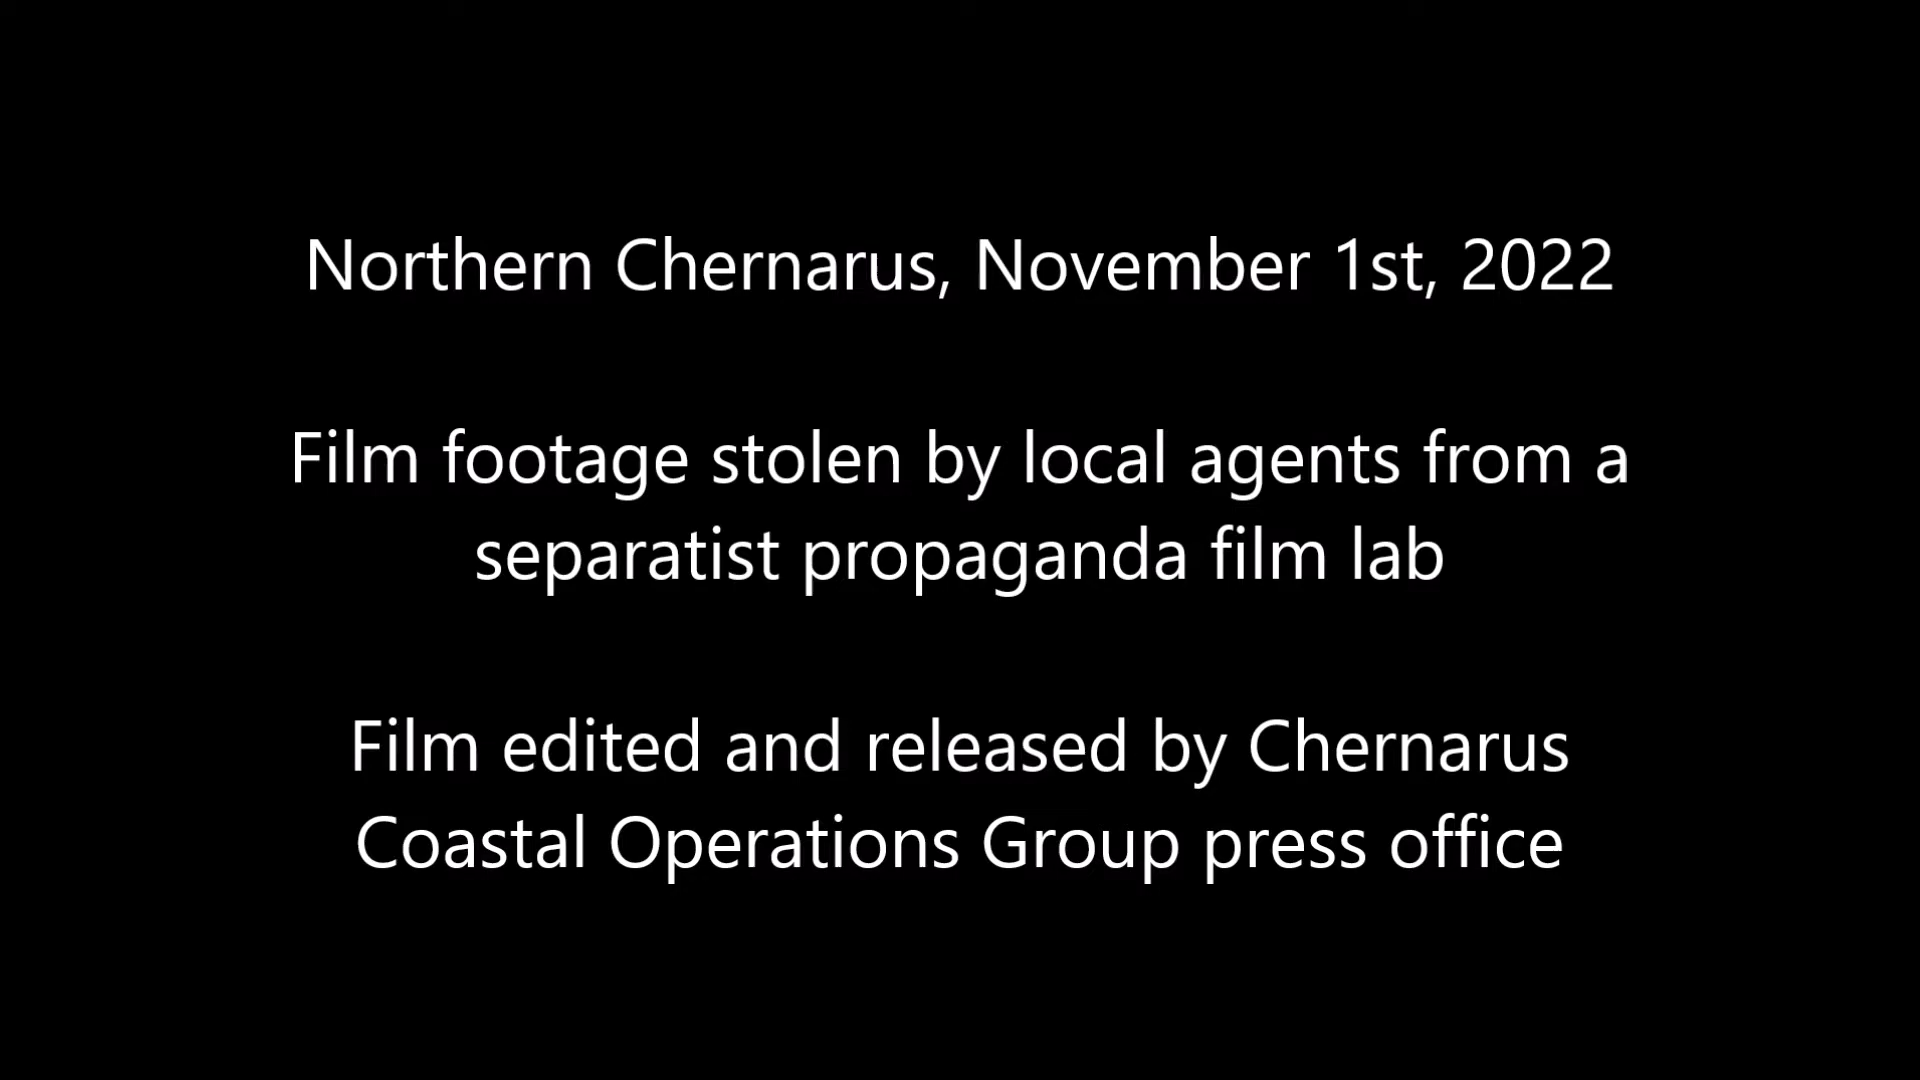 Northern Chernarus, November 1st, 2022
Film footage stolen by local agents from a
separatist propaganda film lab
Film edited and released by Chernarus
Coastal Operations Group press office